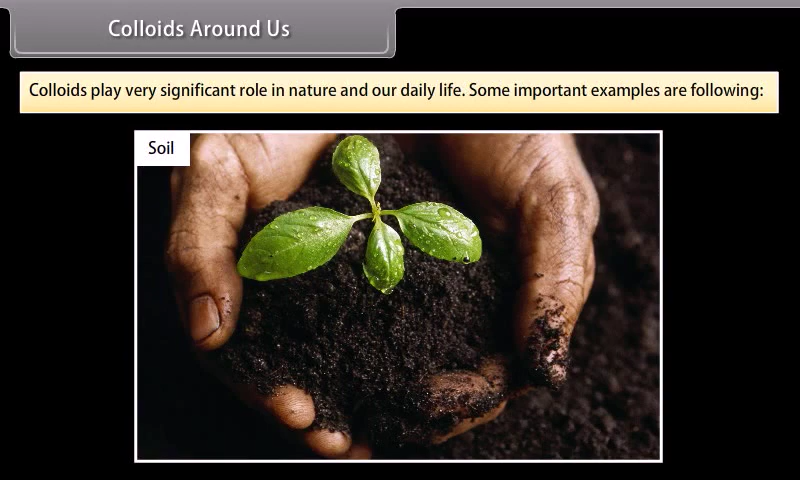 Colloids Around Us
Colloids play very significant role in nature and our daily life. Some important examples are following:
Soil